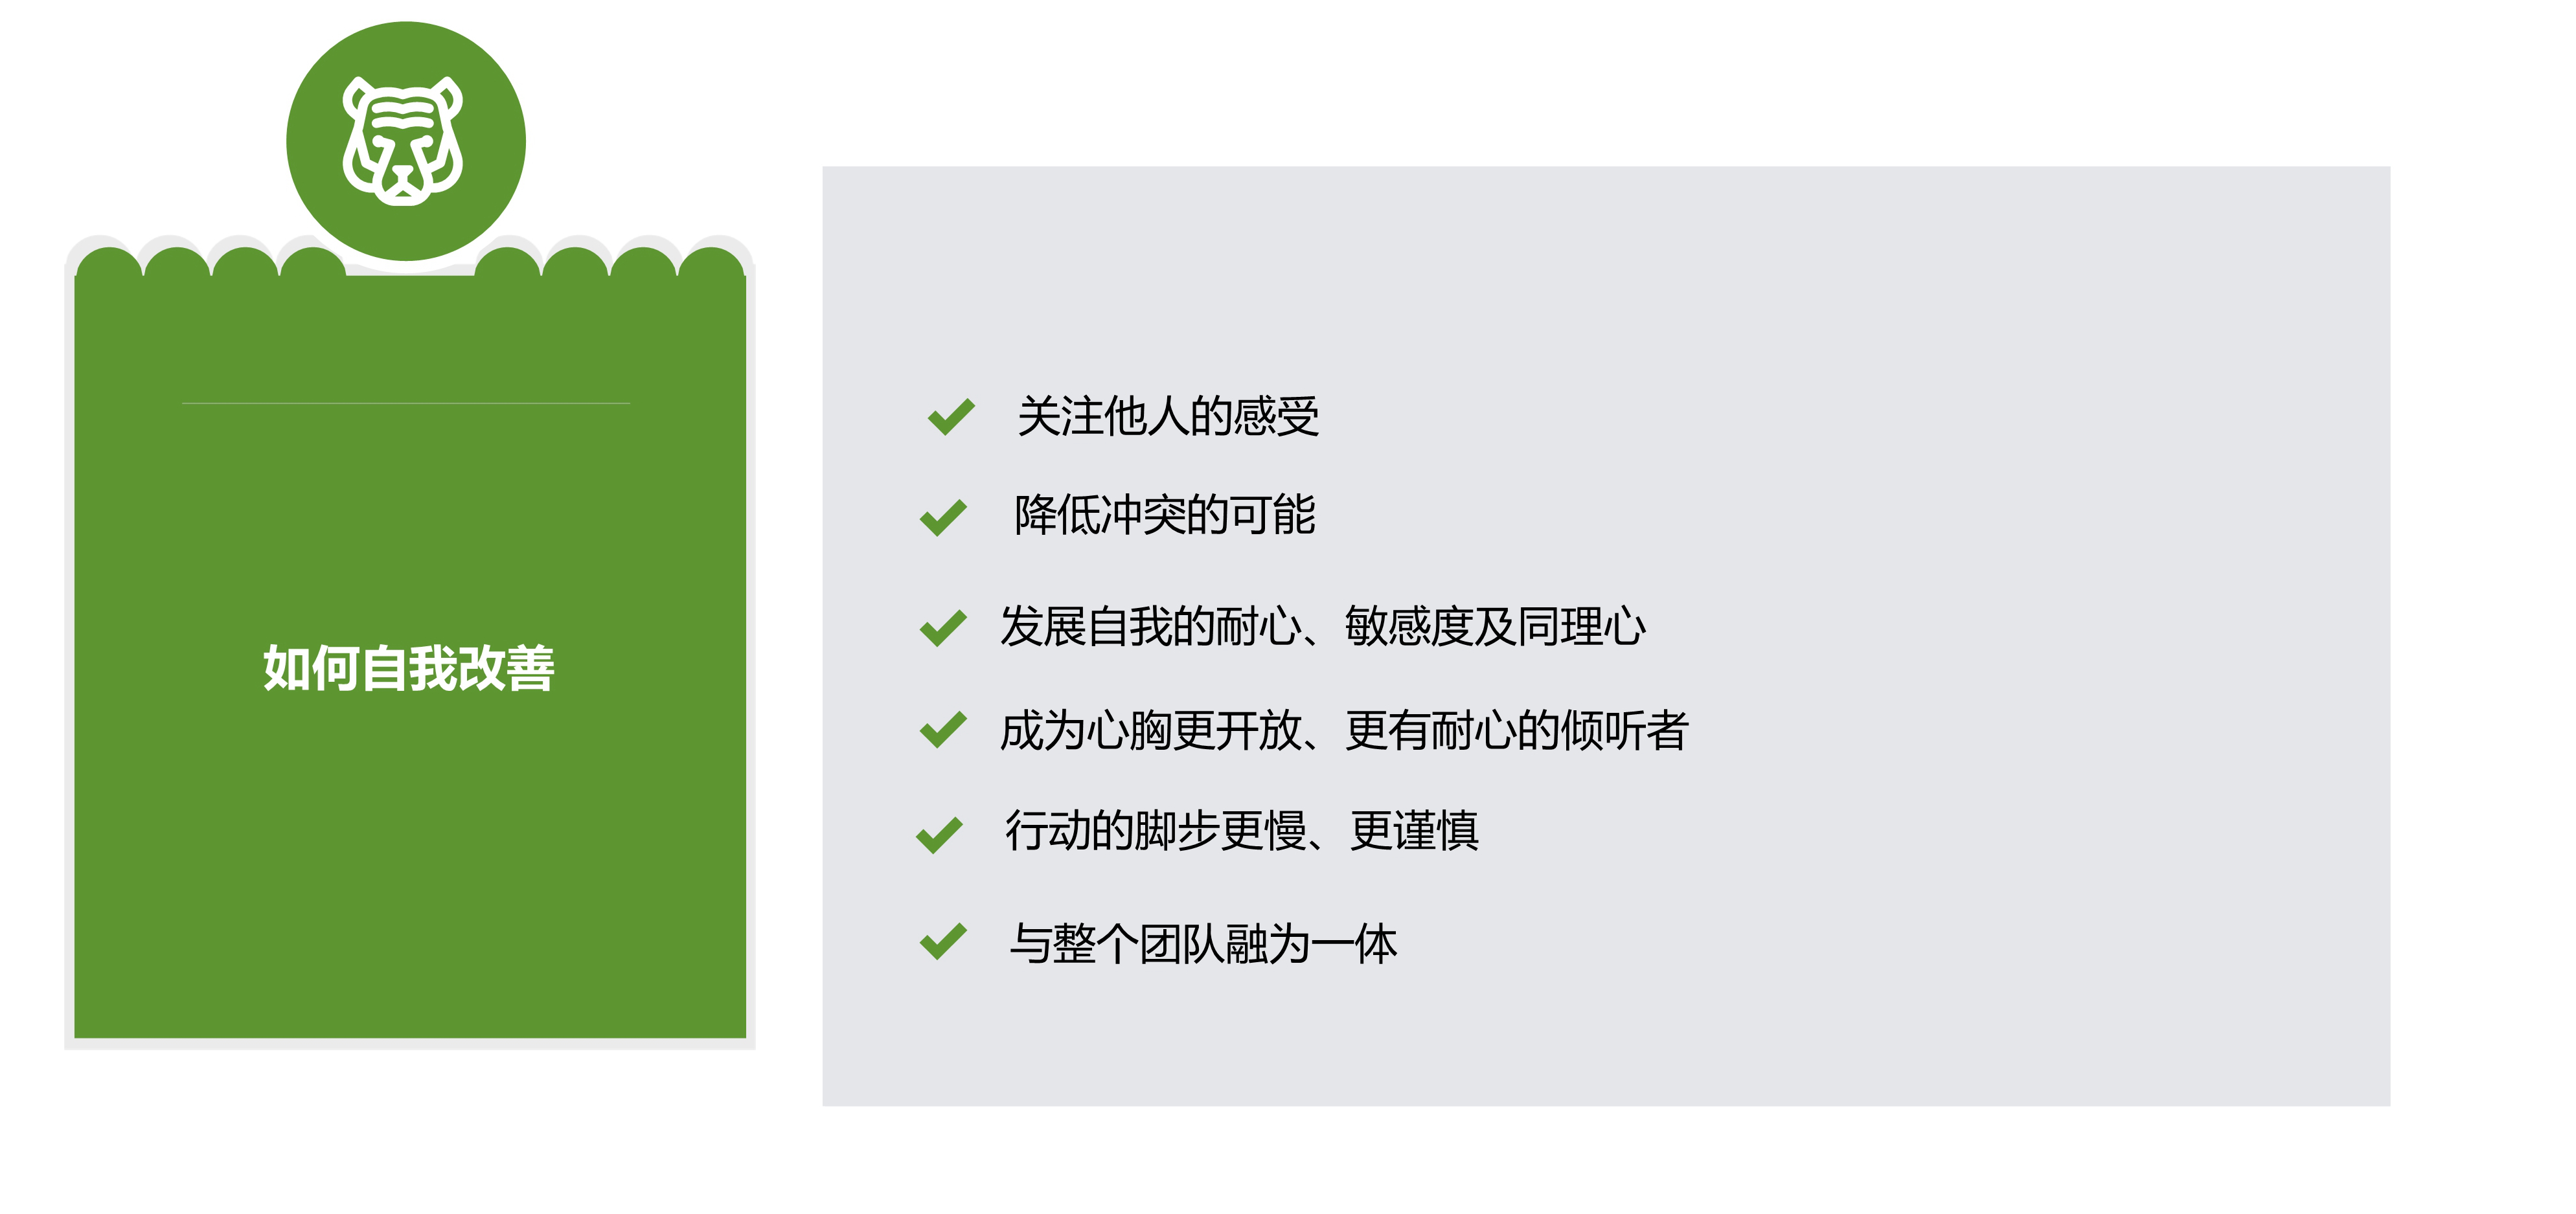 如何自我改善
关注他人的感受
降低冲突的可能
发展自我的耐心、敏感度及同理心
成为心胸更开放、更有耐心的倾听者
行动的脚步更慢、更谨慎
与整个团队融为一体